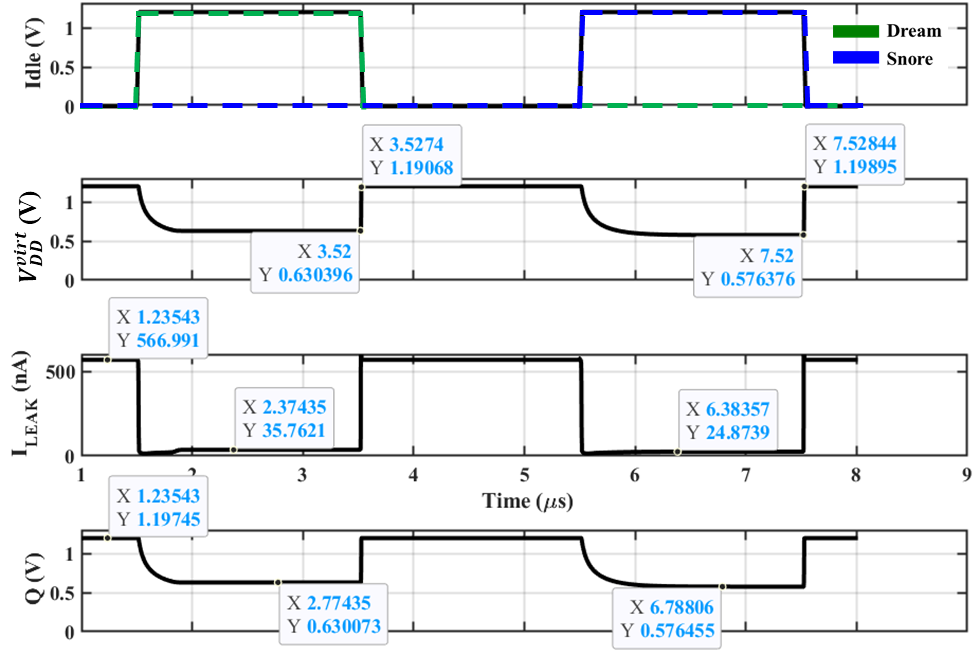 Idle (V)
1
0.5
0
Dream
Snore
X 3.5274
Y 1.19068
X 7.52844
Y 1.19895
V_DD^virt (V)
1
0.5
0
X 3.52
Y 0.630396
X 7.52
Y 0.576376
X 1.23543
Y 566.991
I_LEAK (nA)
500
0
X 2.37435
Y 35.7621
X 6.38357
Y 24.8739
1 2 3 4 5 6 7 8 9
Time (μs)
X 1.23543
Y 1.19745
Q (V)
1
0.5
0
X 2.77435
Y 0.630073
X 6.78806
Y 0.576455